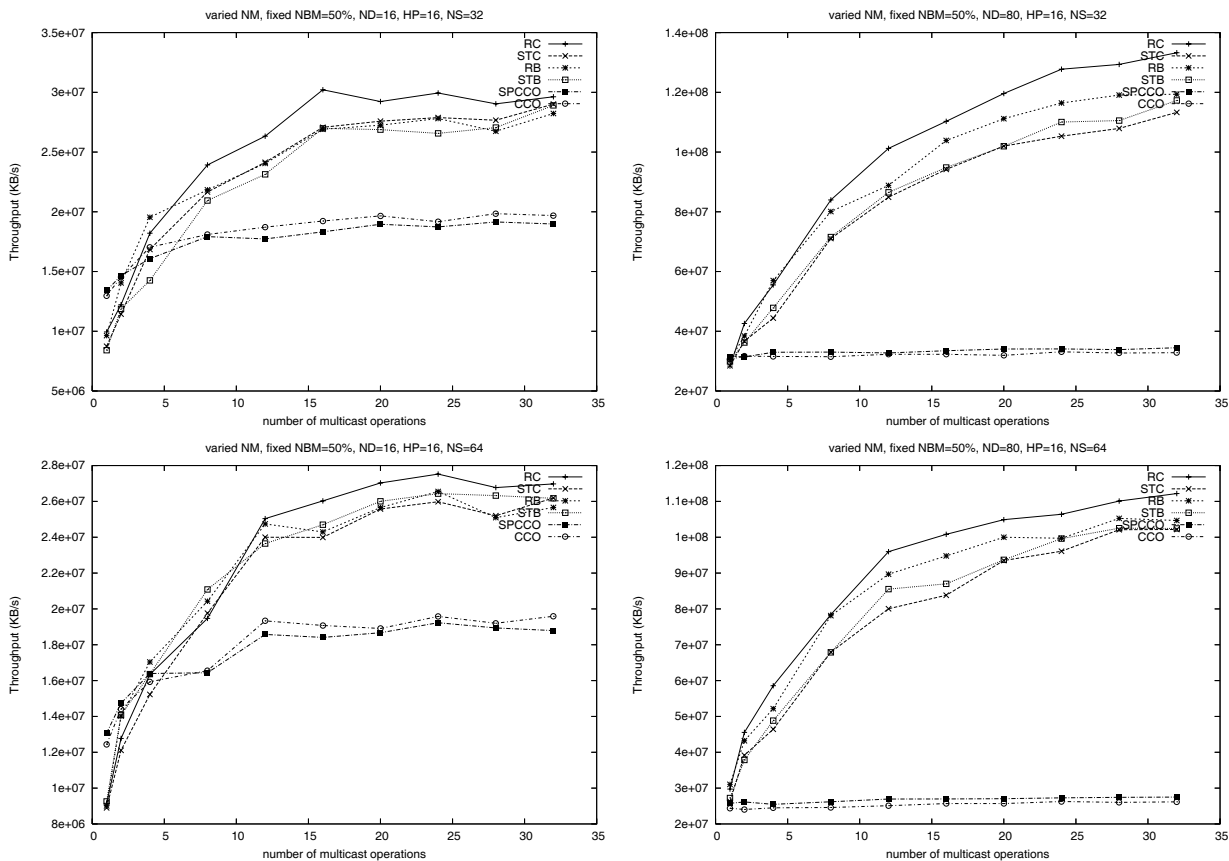 varied NM, fixed NBM=50%, ND=16, HP=16, NS=32
3.5e+07
3e+07
2.5e+07
2e+07
1.5e+07
1e+07
5e+06
Throughput (KB/s)
RC
STC
RB
STB
SPCCO
CCO
0 5 10 15 20 25 30 35
number of multicast operations
varied NM, fixed NBM=50%, ND=80, HP=16, NS=32
1.4e+08
1.2e+08
1e+08
8e+07
6e+07
4e+07
2e+07
Throughput (KB/s)
RC
STC
RB
STB
SPCCO
CCO
0 5 10 15 20 25 30 35
number of multicast operations
varied NM, fixed NBM=50%, ND=16, HP=16, NS=64
2.8e+07
2.6e+07
2.4e+07
2.2e+07
2e+07
1.8e+07
1.6e+07
1.4e+07
1.2e+07
1e+07
8e+06
Throughput (KB/s)
RC
STC
RB
STB
SPCCO
CCO
0 5 10 15 20 25 30 35
number of multicast operations
varied NM, fixed NBM=50%, ND=80, HP=16, NS=64
1.2e+08
1.1e+08
1e+08
9e+07
8e+07
7e+07
6e+07
5e+07
4e+07
3e+07
2e+07
Throughput (KB/s)
RC
STC
RB
STB
SPCCO
CCO
0 5 10 15 20 25 30 35
number of multicast operations